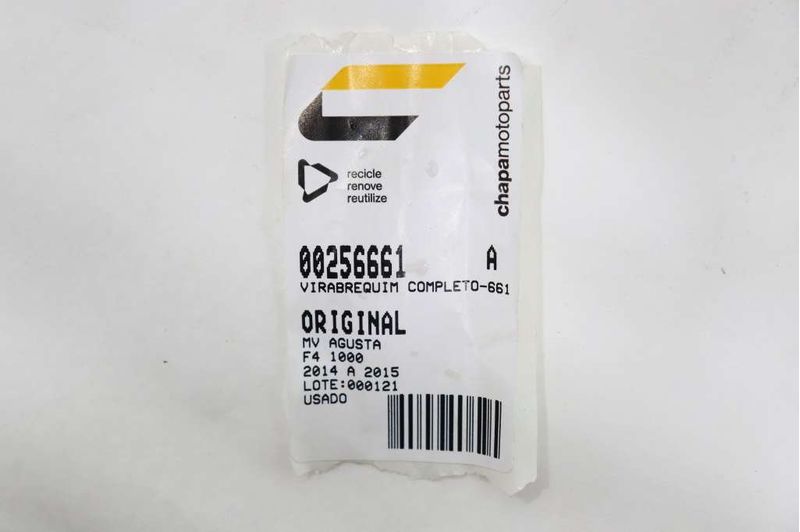 chapamotoparts
recicle
renove
reutilize
00256661 A
VIRABREQUIM COMPLETO-661
ORIGINAL
MV AGUSTA
F4 1000
2014 A 2015
LOTE:000121
USADO